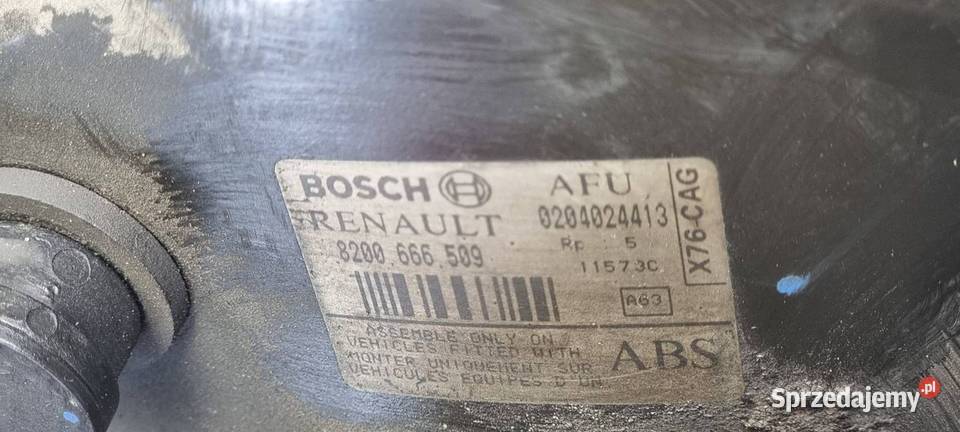 BOSCH AFU
RENAULT 0204024413
8200 666 509 Rp 5
11573C
X76-CAG
A63
ASSEMBLE ONLY ON
VEHICLES FITTED WITH
MONTER UNIQUEMENT SUR
VEHICULES EQUIPES D'UN
ABS
Sprzedajemy.pl